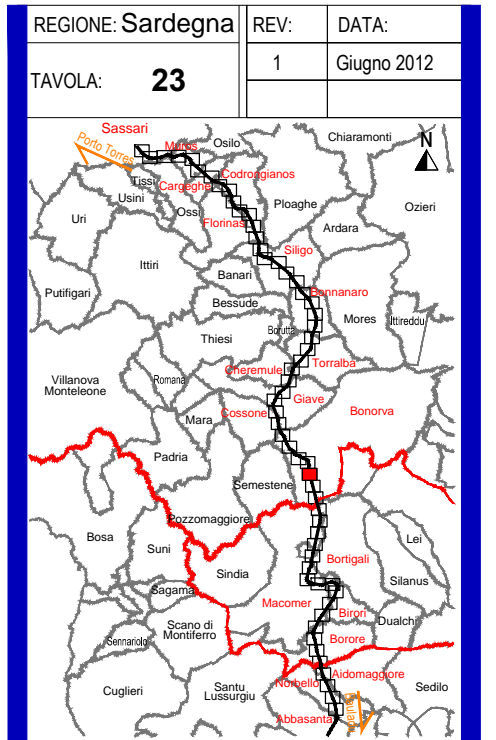 REGIONE: Sardegna
REV:
DATA:
TAVOLA: 23
1
Giugno 2012
Sassari
Porto Torres
Muros
Osilo
Chiaramonti
N
Tissi
Cargeghe
Codrongianos
Usini
Ossi
Ploaghe
Ozieri
Uri
Florinas
Ardara
Siligo
Ittiri
Banari
Putifigari
Bessude
Bonnanaro
Thiesi
Borutta
Mores
Ittireddu
Cheremule
Torralba
Villanova
Monteleone
Romana
Giave
Cossone
Bonorva
Mara
Padria
Semestene
Pozzomaggiore
Bosa
Suni
Lei
Bortigali
Sindia
Silanus
Sagama
Macomer
Birori
Dualchi
Scano di
Montiferro
Sennariolo
Borore
Norbello
Aidomaggiore
Cuglieri
Santu
Lussurgiu
Sedilo
Abbasanta